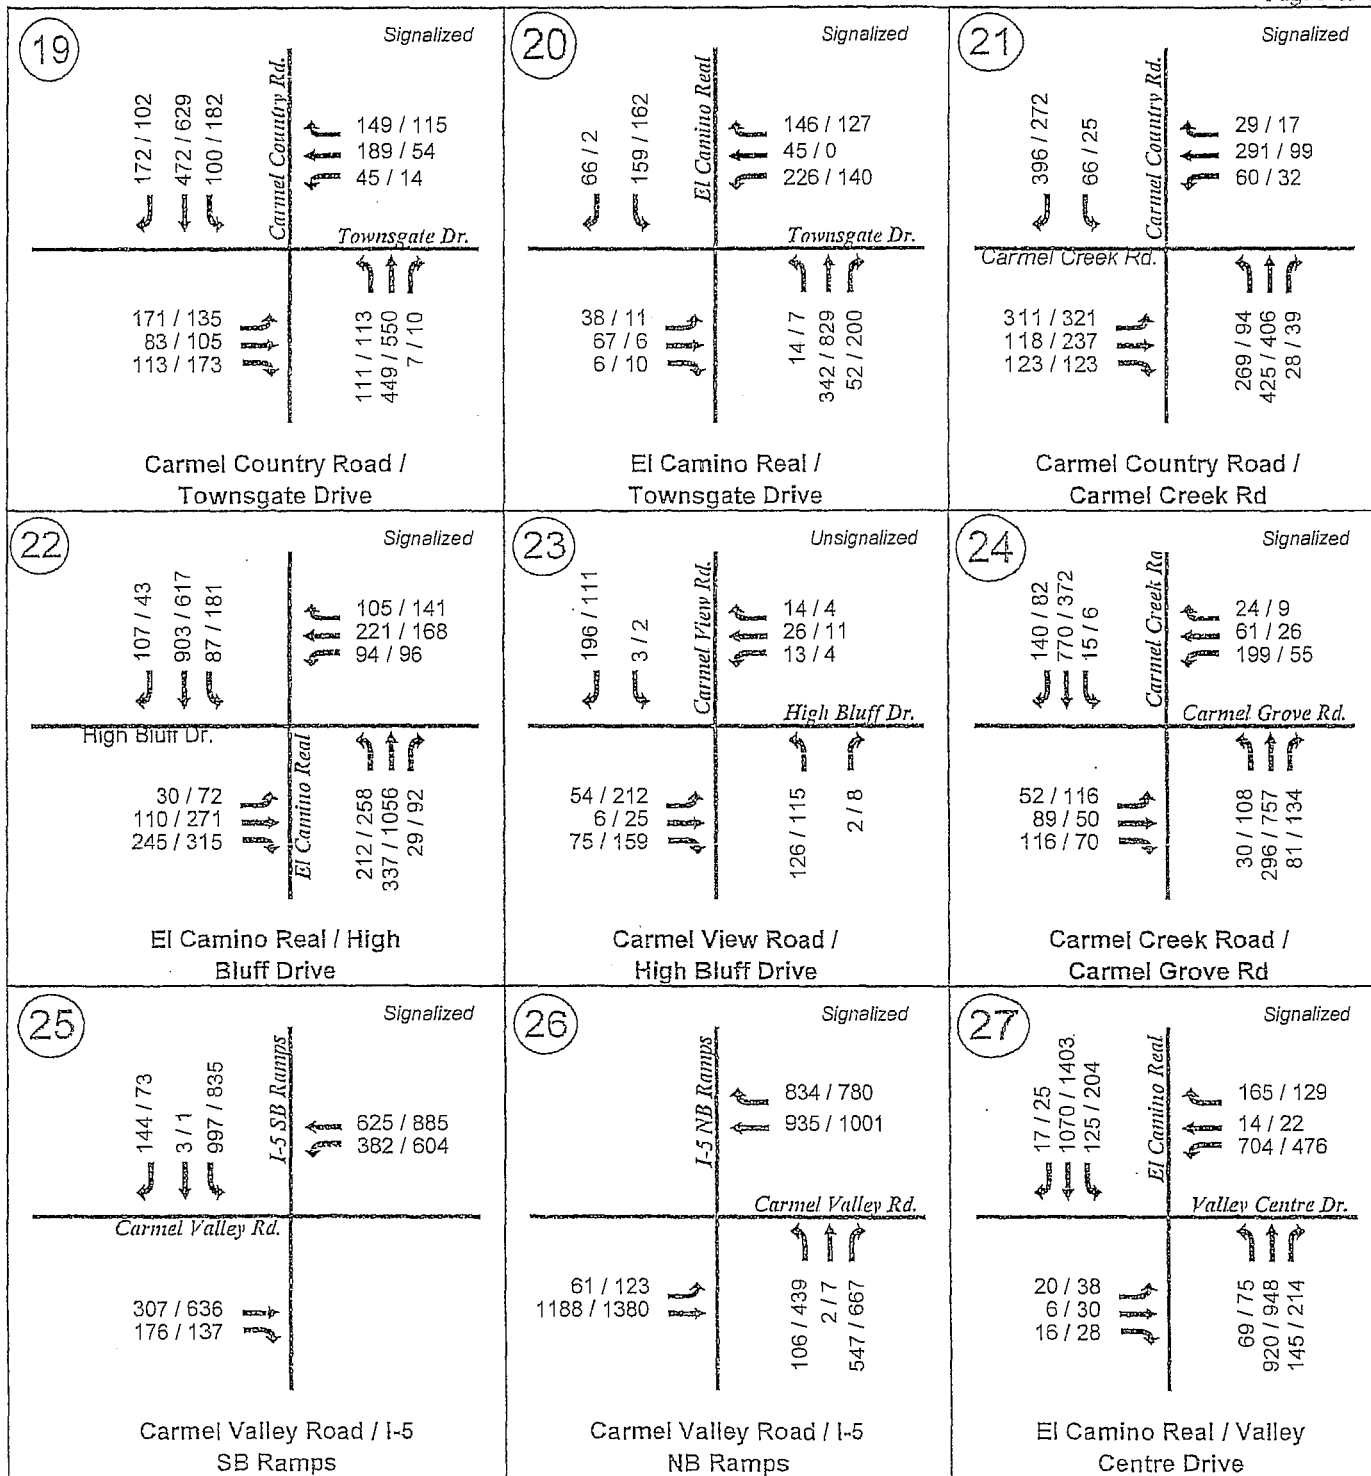 19
Signalized
172 / 102
472 / 629
100 / 182
Carmel Country Rd.
149 / 115
189 / 54
45 / 14
Townsgate Dr.
171 / 135
83 / 105
113 / 173
111 / 113
449 / 550
7 / 10
Carmel Country Road /
Townsgate Drive
20
Signalized
66 / 2
159 / 162
El Camino Real
146 / 127
45 / 0
226 / 140
Townsgate Dr.
38 / 11
67 / 6
6 / 10
14 / 7
342 / 829
52 / 200
El Camino Real /
Townsgate Drive
21
Signalized
396 / 272
66 / 25
Carmel Country Rd.
29 / 17
291 / 99
60 / 32
Carmel Creek Rd.
311 / 321
118 / 237
123 / 123
269 / 94
425 / 406
28 / 39
Carmel Country Road /
Carmel Creek Rd
22
Signalized
107 / 43
903 / 617
87 / 181
105 / 141
221 / 168
94 / 96
High Bluff Dr.
El Camino Real
30 / 72
110 / 271
245 / 315
212 / 258
337 / 1056
29 / 92
El Camino Real / High
Bluff Drive
23
Unsignalized
196 / 111
3 / 2
Carmel View Rd.
14 / 4
26 / 11
13 / 4
High Bluff Dr.
54 / 212
6 / 25
75 / 159
126 / 115
2 / 8
Carmel View Road /
High Bluff Drive
24
Signalized
140 / 82
770 / 372
15 / 6
Carmel Creek Rd
24 / 9
61 / 26
199 / 55
Carmel Grove Rd.
52 / 116
89 / 50
116 / 70
30 / 108
296 / 757
81 / 134
Carmel Creek Road /
Carmel Grove Rd
25
Signalized
144 / 73
3 / 1
997 / 835
I-5 SB Ramps
625 / 885
382 / 604
Carmel Valley Rd.
307 / 636
176 / 137
Carmel Valley Road / I-5
SB Ramps
26
Signalized
I-5 NB Ramps
834 / 780
935 / 1001
Carmel Valley Rd.
61 / 123
1188 / 1380
106 / 439
2 / 7
547 / 667
Carmel Valley Road / I-5
NB Ramps
27
Signalized
17 / 25
1070 / 1403
125 / 204
El Camino Real
165 / 129
14 / 22
704 / 476
Valley Centre Dr.
20 / 38
6 / 30
16 / 28
69 / 75
920 / 948
145 / 214
El Camino Real / Valley
Centre Drive